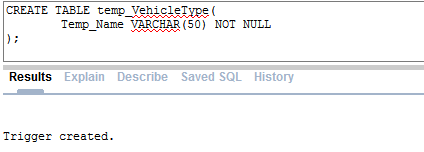 CREATE TABLE temp_VehicleType(
Temp_Name VARCHAR(50) NOT NULL
);
Results Explain Describe Saved SQL History
Trigger created.